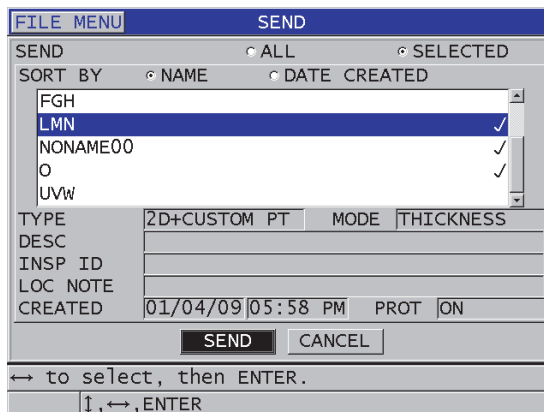 FILE MENU SEND
SEND ALL SELECTED
SORT BY NAME DATE CREATED
FGH
LMN ✓
NONAME00 ✓
O ✓
UVW
TYPE 2D+CUSTOM PT MODE THICKNESS
DESC
INSP ID
LOC NOTE
CREATED 01/04/09 05:58 PM PROT ON
SEND CANCEL
↔ to select, then ENTER.
↕,↔,ENTER